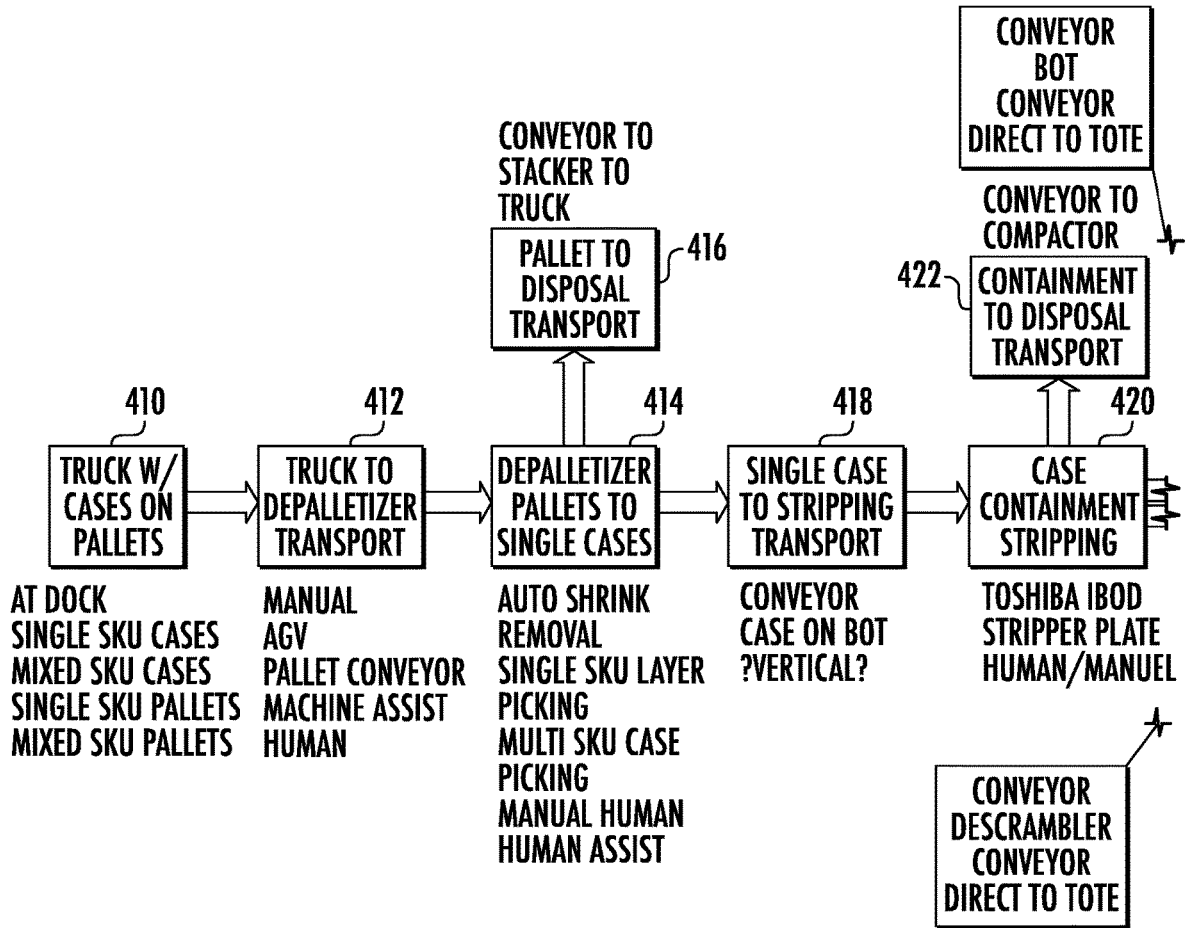 CONVEYOR
BOT
CONVEYOR
DIRECT TO TOTE
CONVEYOR TO
STACKER TO
TRUCK
PALLET TO
DISPOSAL
TRANSPORT
416
CONVEYOR TO
COMPACTOR
422
CONTAINMENT
TO DISPOSAL
TRANSPORT
410
TRUCK W/
CASES ON
PALLETS
AT DOCK
SINGLE SKU CASES
MIXED SKU CASES
SINGLE SKU PALLETS
MIXED SKU PALLETS
412
TRUCK TO
DEPALLETIZER
TRANSPORT
MANUAL
AGV
PALLET CONVEYOR
MACHINE ASSIST
HUMAN
414
DEPALLETIZER
PALLETS TO
SINGLE CASES
AUTO SHRINK
REMOVAL
SINGLE SKU LAYER
PICKING
MULTI SKU CASE
PICKING
MANUAL HUMAN
HUMAN ASSIST
418
SINGLE CASE
TO STRIPPING
TRANSPORT
CONVEYOR
CASE ON BOT
?VERTICAL?
420
CASE
CONTAINMENT
STRIPPING
TOSHIBA IBOD
STRIPPER PLATE
HUMAN/MANUEL
CONVEYOR
DESCRAMBLER
CONVEYOR
DIRECT TO TOTE